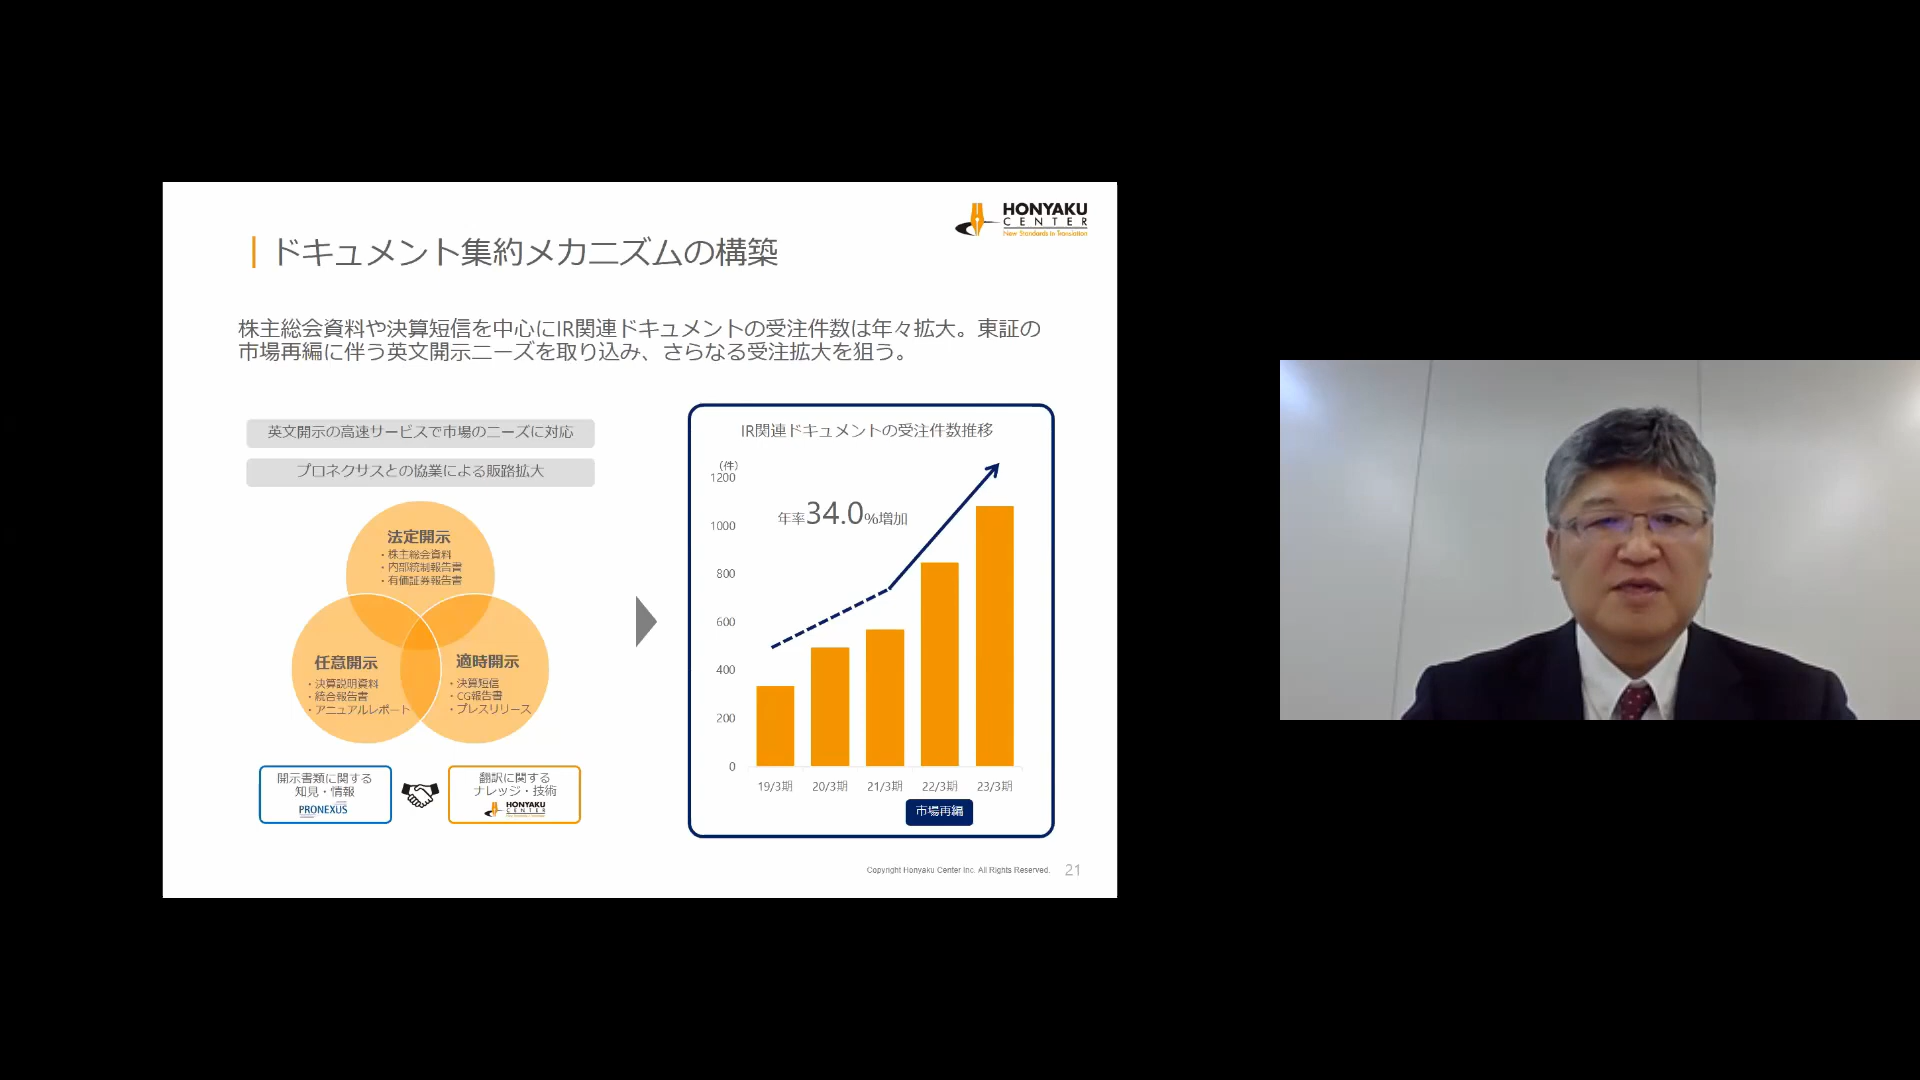 HONYAKU
CENTER
New Standards in Translation
ドキュメント集約メカニズムの構築
株主総会資料や決算短信を中心にIR関連ドキュメントの受注件数は年々拡大。東証の
市場再編に伴う英文開示ニーズを取り込み、さらなる受注拡大を狙う。
英文開示の高速サービスで市場のニーズに対応
プロネクサスとの協業による販路拡大
法定開示
・株主総会資料
・内部統制報告書
・有価証券報告書
任意開示
・決算説明資料
・統合報告書
・アニュアルレポート
適時開示
・決算短信
・CG報告書
・プレスリリース
開示書類に関する
知見・情報
PRONEXUS
翻訳に関する
ナレッジ・技術
HONYAKU
CENTER
IR関連ドキュメントの受注件数推移
(件)
1200
1000
800
600
400
200
0
年率34.0%増加
19/3期 20/3期 21/3期 22/3期 23/3期
市場再編
Copyright Honyaku Center Inc. All Rights Reserved.
21